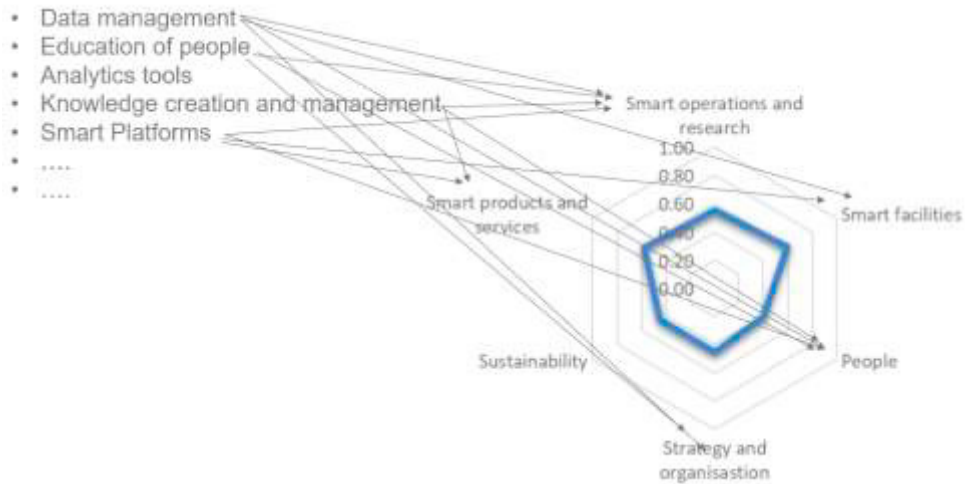 • Data management
• Education of people
• Analytics tools
• Knowledge creation and management
• Smart Platforms
• ....
• ....
Smart operations and
research
1.00
0.80
0.60
0.40
0.20
0.00
Smart facilities
People
Strategy and
organisastion
Sustainability
Smart products and
services